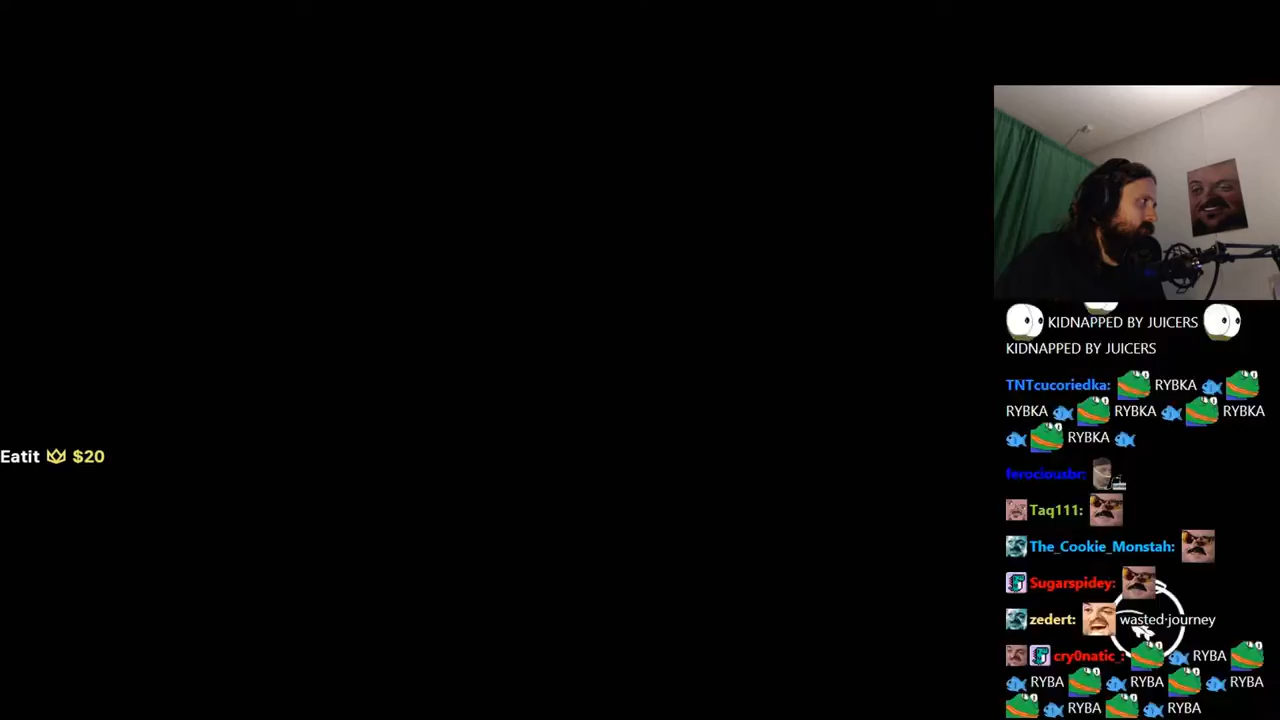 KIDNAPPED BY JUICERS
KIDNAPPED BY JUICERS
TNTcucoriedka: RYBKA
RYBKA RYBKA RYBKA
RYBKA
Eatit $20
ferociousbr:
Taq111:
The_Cookie_Monstah:
Sugarspidey:
zedert: wasted journey
cry0natic_: RYBA
RYBA RYBA RYBA
RYBA RYBA